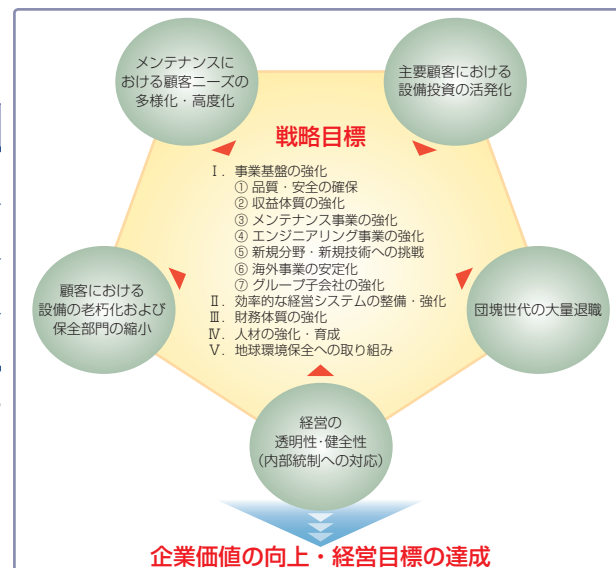 メンテナンスに
おける顧客ニーズの
多様化・高度化
主要顧客における
設備投資の活発化
戦略目標
Ⅰ．事業基盤の強化
① 品質・安全の確保
② 収益体質の強化
③ メンテナンス事業の強化
④ エンジニアリング事業の強化
⑤ 新規分野・新規技術への挑戦
⑥ 海外事業の安定化
⑦ グループ子会社の強化
Ⅱ．効率的な経営システムの整備・強化
Ⅲ．財務体質の強化
Ⅳ．人材の強化・育成
Ⅴ．地球環境保全への取り組み
顧客における
設備の老朽化および
保全部門の縮小
団塊世代の大量退職
経営の
透明性・健全性
（内部統制への対応）
企業価値の向上・経営目標の達成